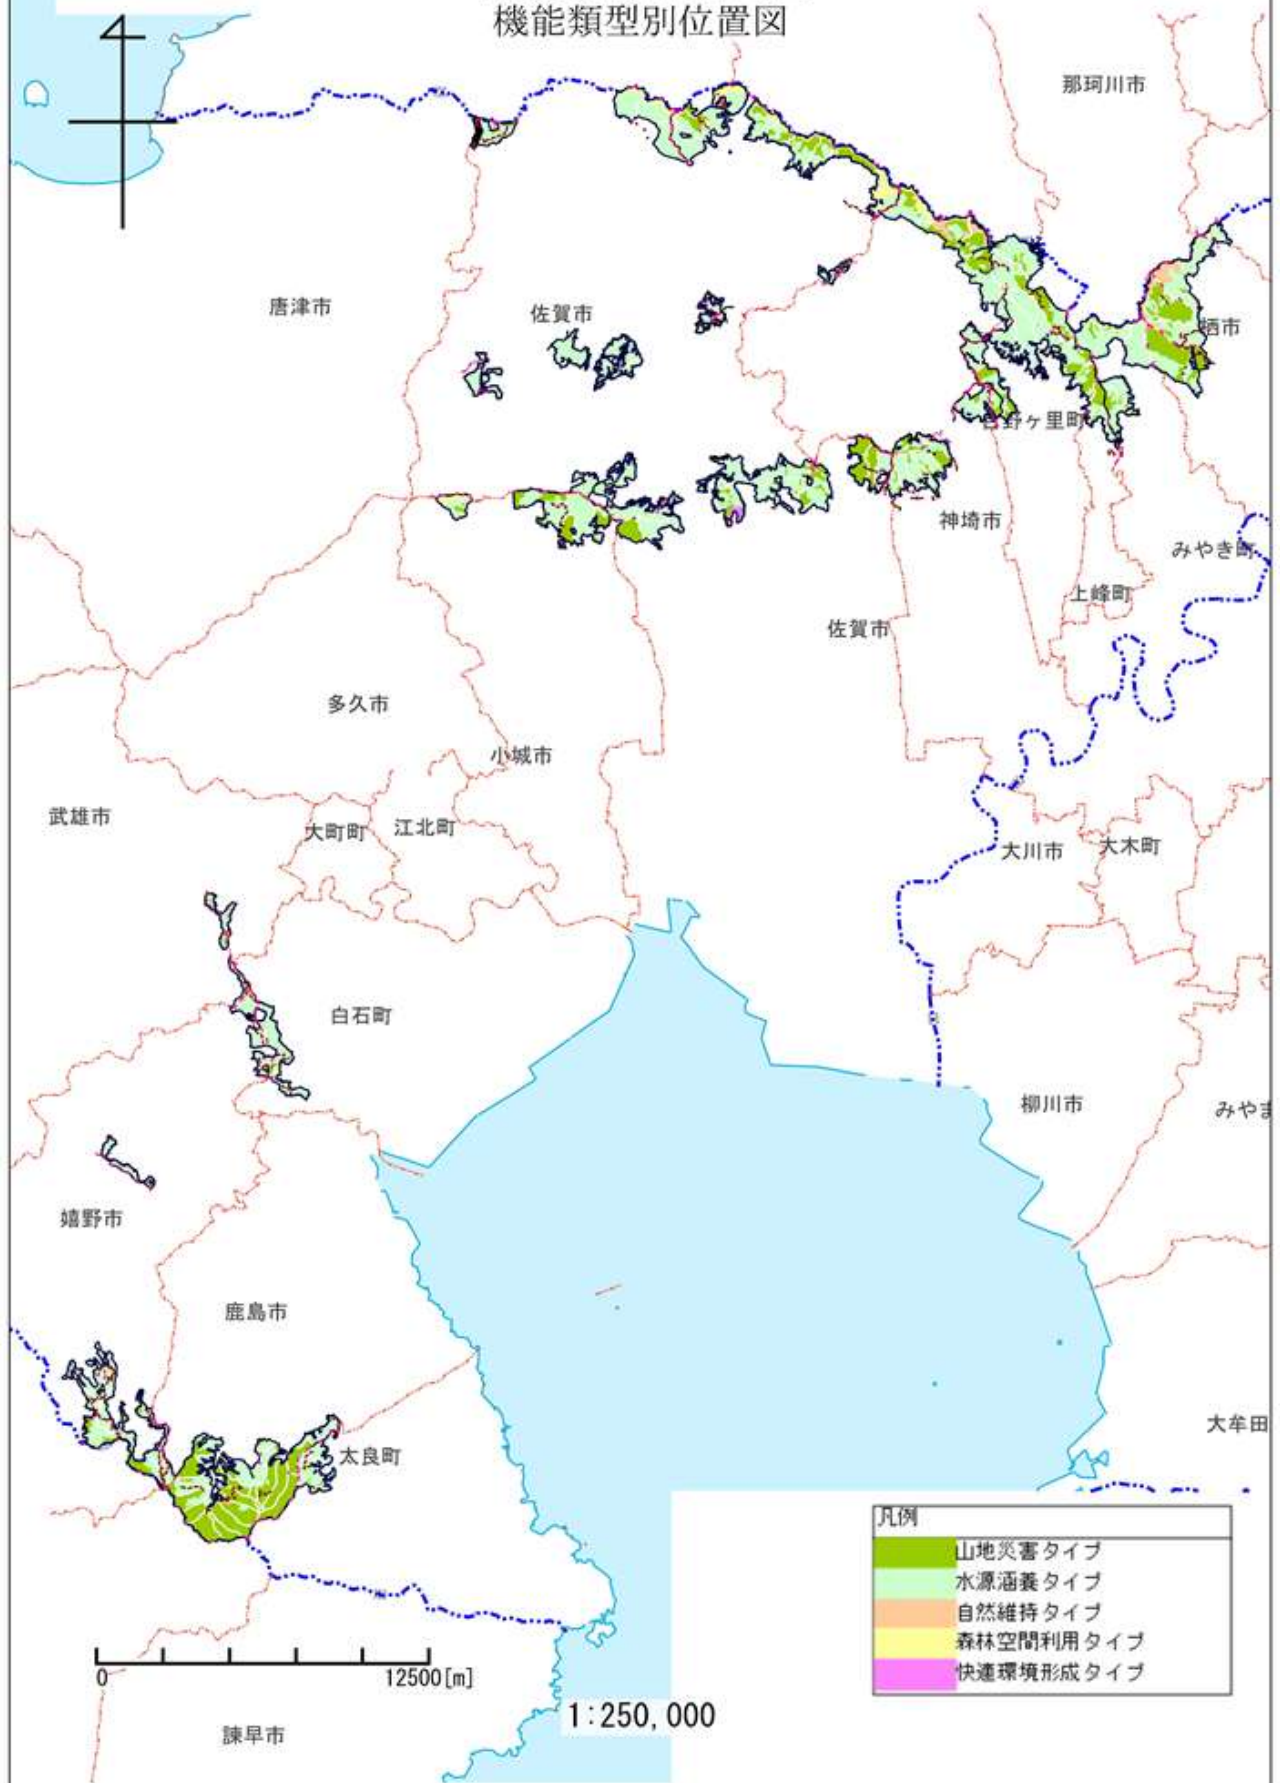 機能類型別位置図
那珂川市
唐津市
佐賀市
栖市
野ヶ里町
神埼市
みやき町
上峰町
佐賀市
多久市
小城市
武雄市
大町町
江北町
大川市
大木町
白石町
柳川市
みやま
嬉野市
鹿島市
太良町
大牟田
凡例
山地災害タイプ
水源涵養タイプ
自然維持タイプ
森林空間利用タイプ
快適環境形成タイプ
0
12500[m]
1:250,000
諫早市